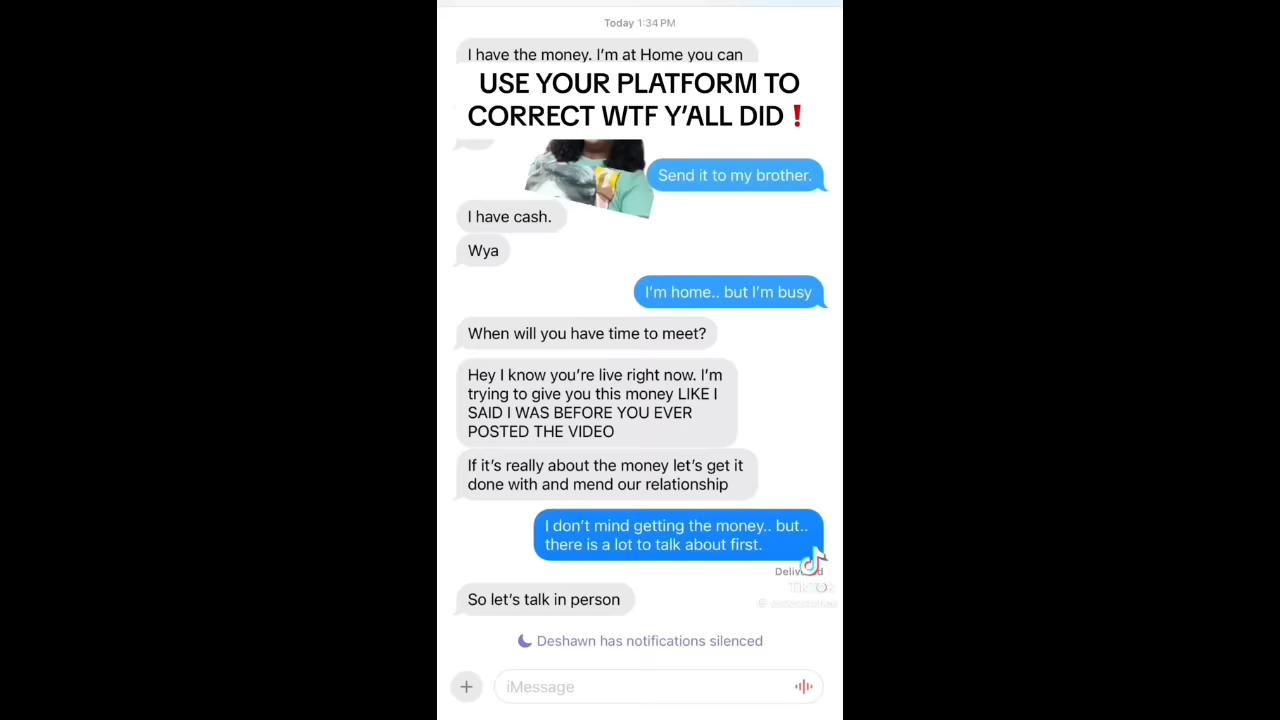 Today 1:34 PM
I have the money. I'm at Home you can
USE YOUR PLATFORM TO
CORRECT WTF Y'ALL DID❗
Send it to my brother.
I have cash.
Wya
I'm home.. but I'm busy
When will you have time to meet?
Hey I know you're live right now. I'm
trying to give you this money LIKE I
SAID I WAS BEFORE YOU EVER
POSTED THE VIDEO
If it's really about the money let's get it
done with and mend our relationship
I don't mind getting the money.. but..
there is a lot to talk about first.
Delivered
TikTok
So let's talk in person
Deshawn has notifications silenced
iMessage